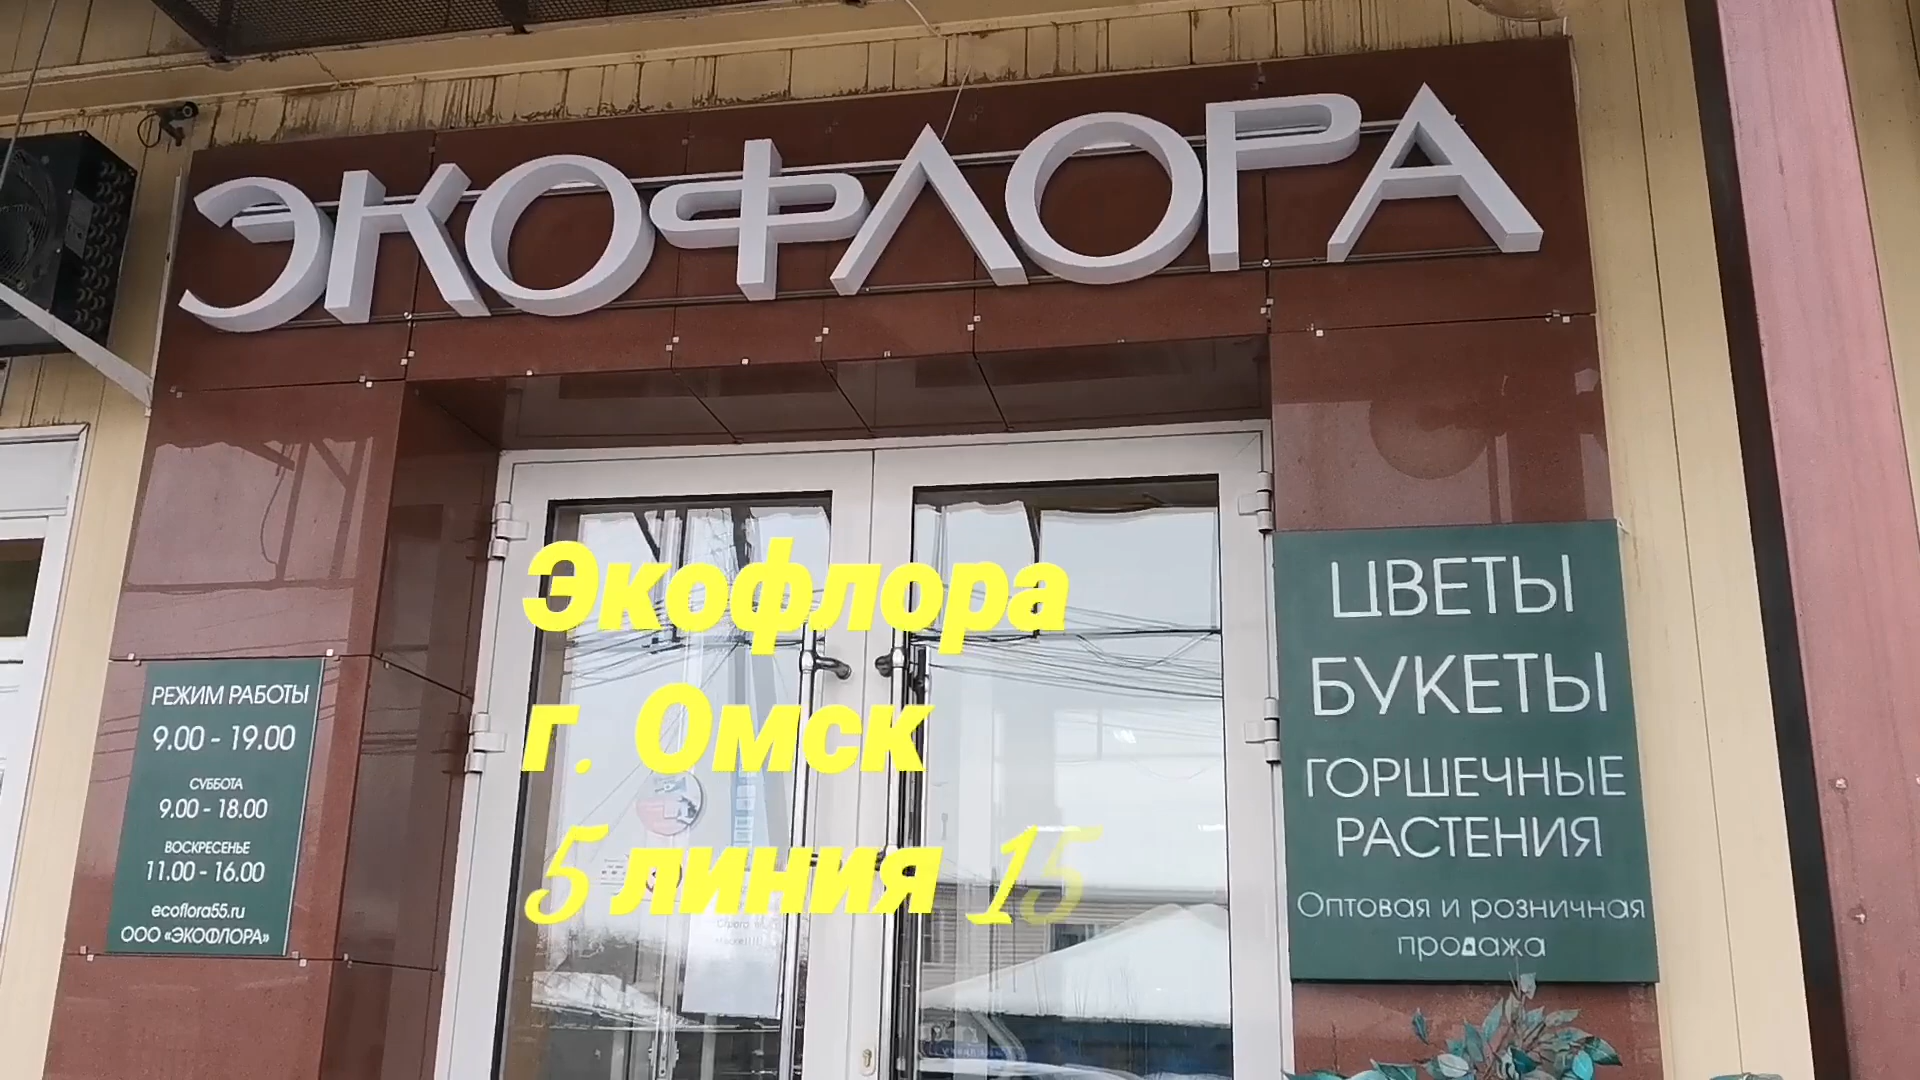 ЭКОФЛОРА
Экофлора
г. Омск
5 линия 15
РЕЖИМ РАБОТЫ
9.00 - 19.00
СУББОТА
9.00 - 18.00
ВОСКРЕСЕНЬЕ
11.00 - 16.00
ecoflora55.ru
ООО «ЭКОФЛОРА»
ЦВЕТЫ
БУКЕТЫ
ГОРШЕЧНЫЕ
РАСТЕНИЯ
Оптовая и розничная
продажа